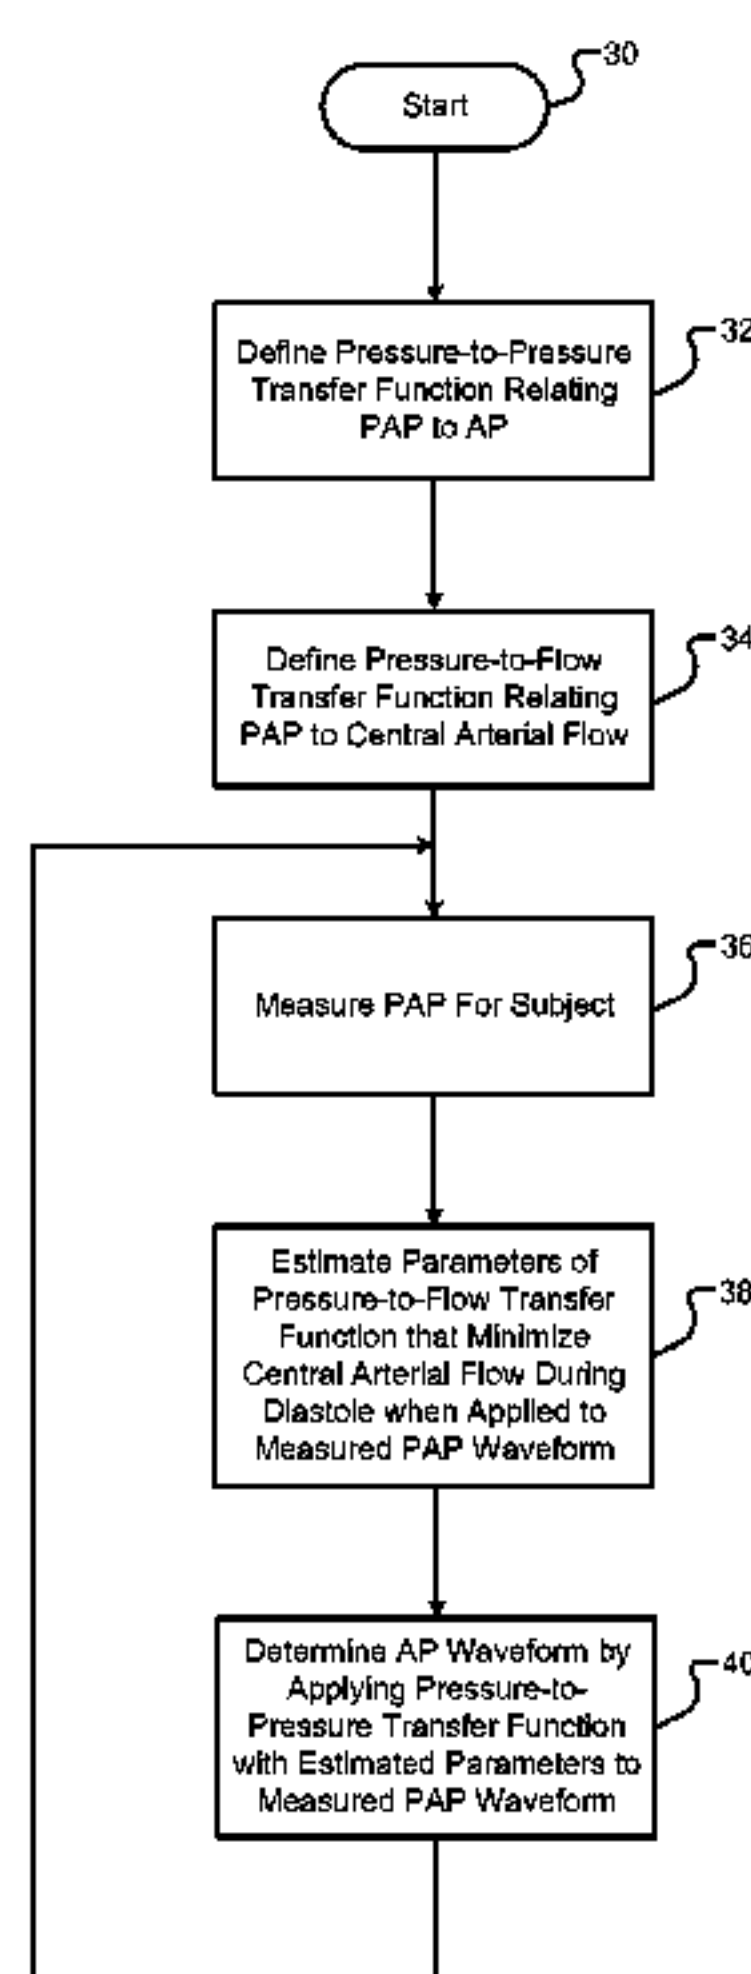 30
Start
32
Define Pressure-to-Pressure
Transfer Function Relating
PAP to AP
34
Define Pressure-to-Flow
Transfer Function Relating
PAP to Central Arterial Flow
36
Measure PAP For Subject
38
Estimate Parameters of
Pressure-to-Flow Transfer
Function that Minimize
Central Arterial Flow During
Diastole when Applied to
Measured PAP Waveform
40
Determine AP Waveform by
Applying Pressure-to-
Pressure Transfer Function
with Estimated Parameters to
Measured PAP Waveform